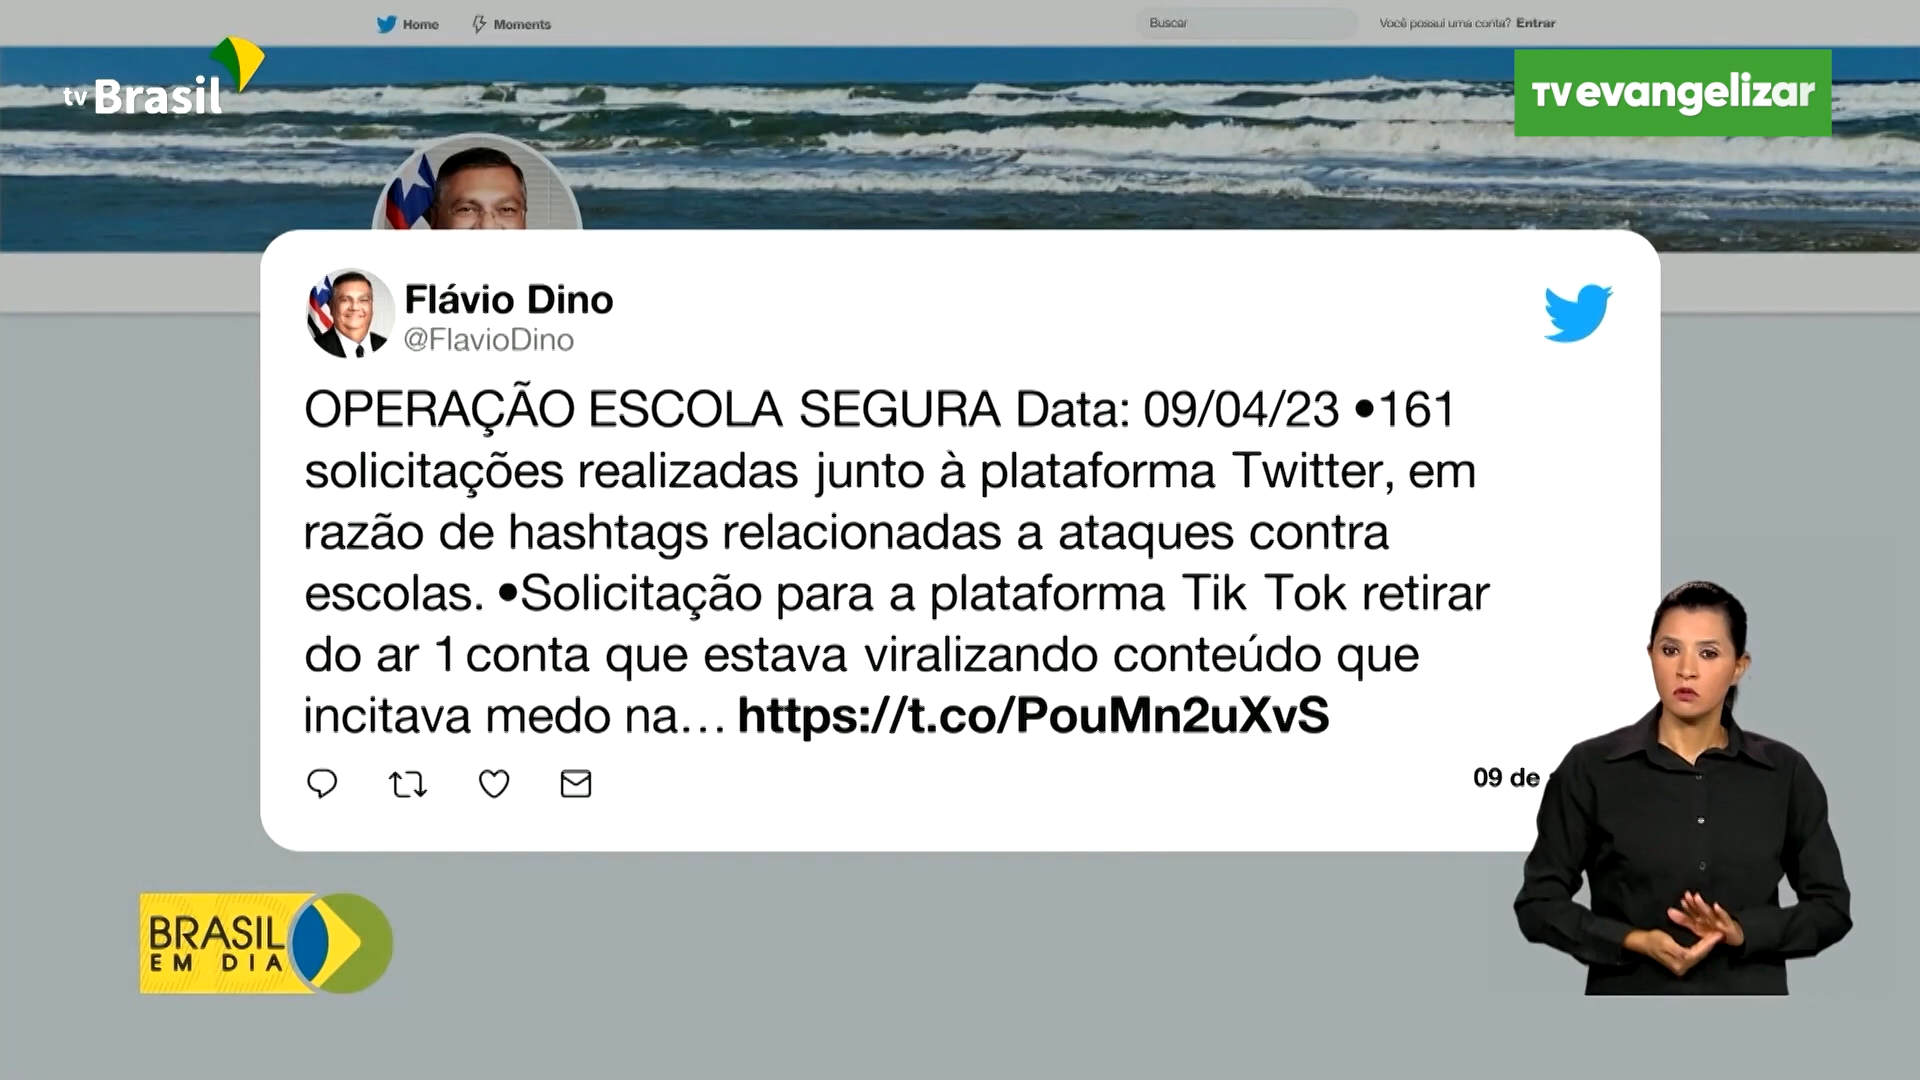 Home
Moments
Buscar
Você possui uma conta? Entrar
tv Brasil
TV evangelizar
Flávio Dino
@FlavioDino
OPERAÇÃO ESCOLA SEGURA Data: 09/04/23 •161
solicitações realizadas junto à plataforma Twitter, em
razão de hashtags relacionadas a ataques contra
escolas. •Solicitação para a plataforma Tik Tok retirar
do ar 1 conta que estava viralizando conteúdo que
incitava medo na… https://t.co/PouMn2uXvS
09 de
BRASIL
EM DIA